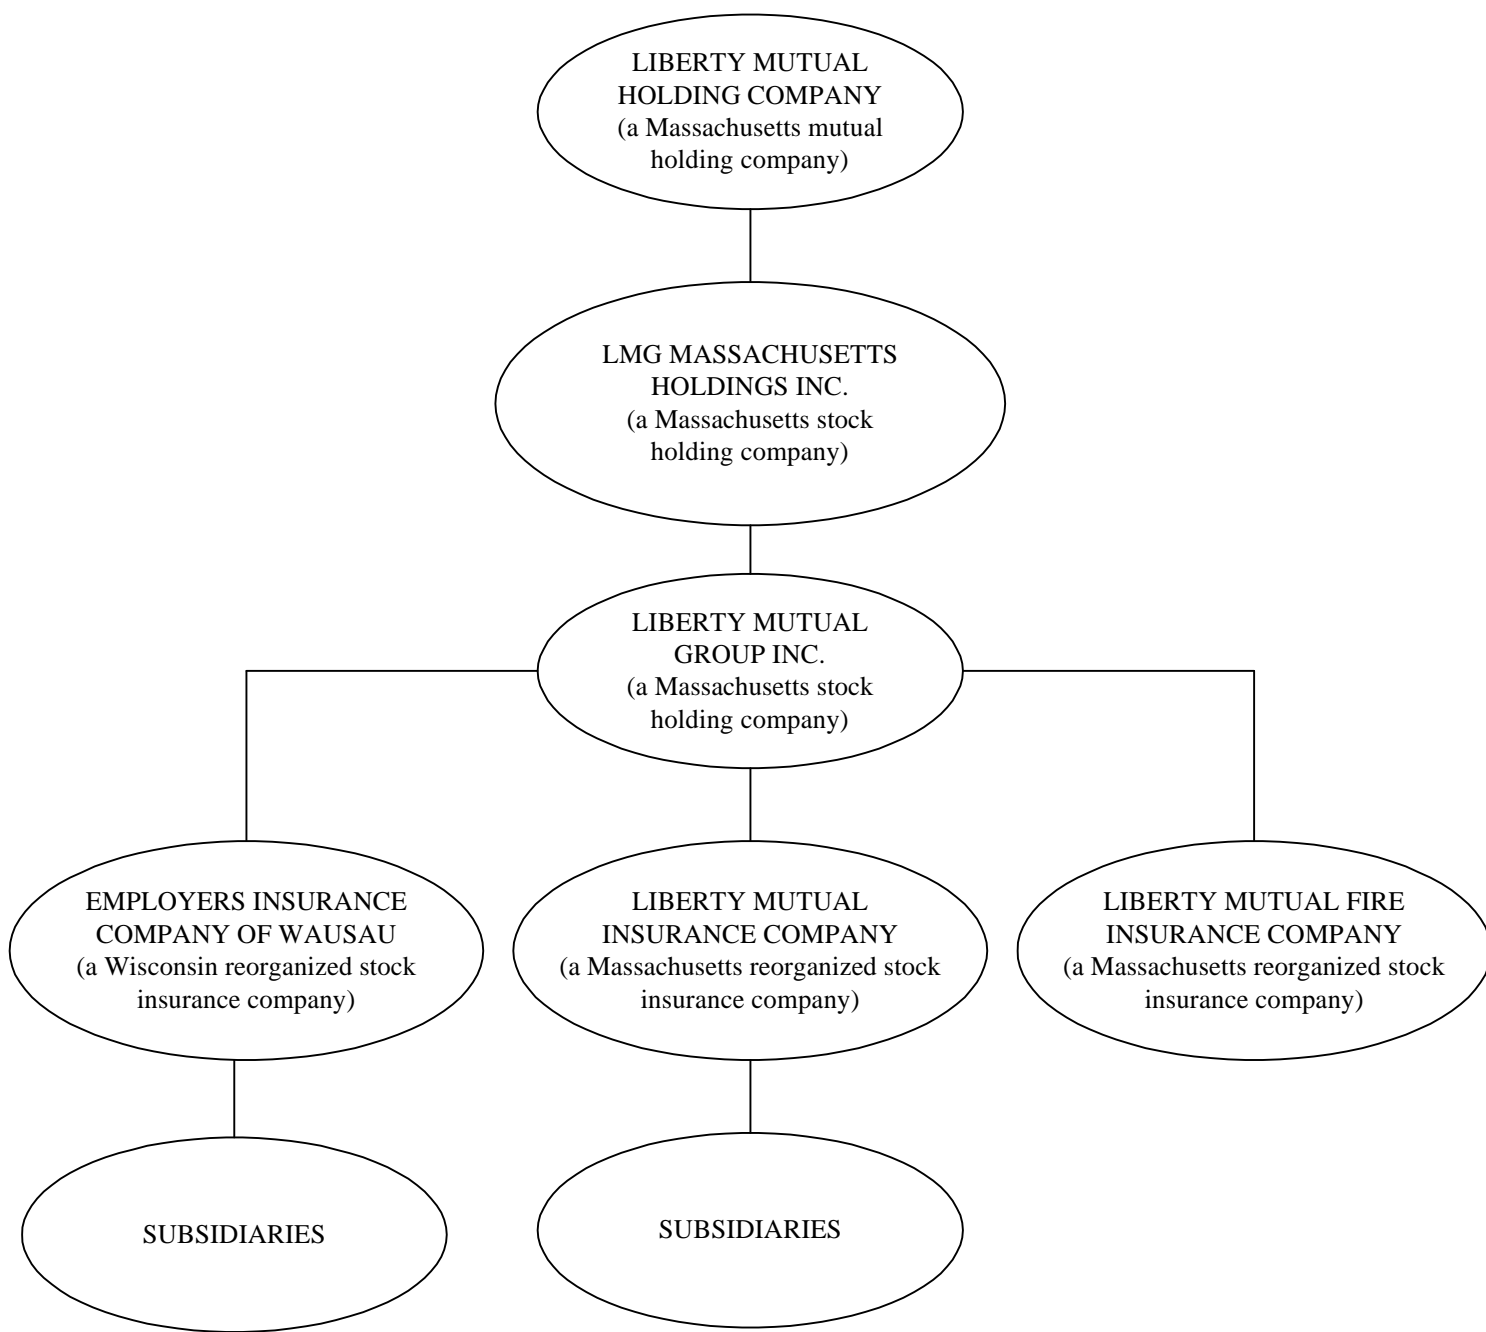 LIBERTY MUTUAL
HOLDING COMPANY
(a Massachusetts mutual
holding company)
LMG MASSACHUSETTS
HOLDINGS INC.
(a Massachusetts stock
holding company)
LIBERTY MUTUAL
GROUP INC.
(a Massachusetts stock
holding company)
EMPLOYERS INSURANCE
COMPANY OF WAUSAU
(a Wisconsin reorganized stock
insurance company)
LIBERTY MUTUAL
INSURANCE COMPANY
(a Massachusetts reorganized stock
insurance company)
LIBERTY MUTUAL FIRE
INSURANCE COMPANY
(a Massachusetts reorganized stock
insurance company)
SUBSIDIARIES
SUBSIDIARIES